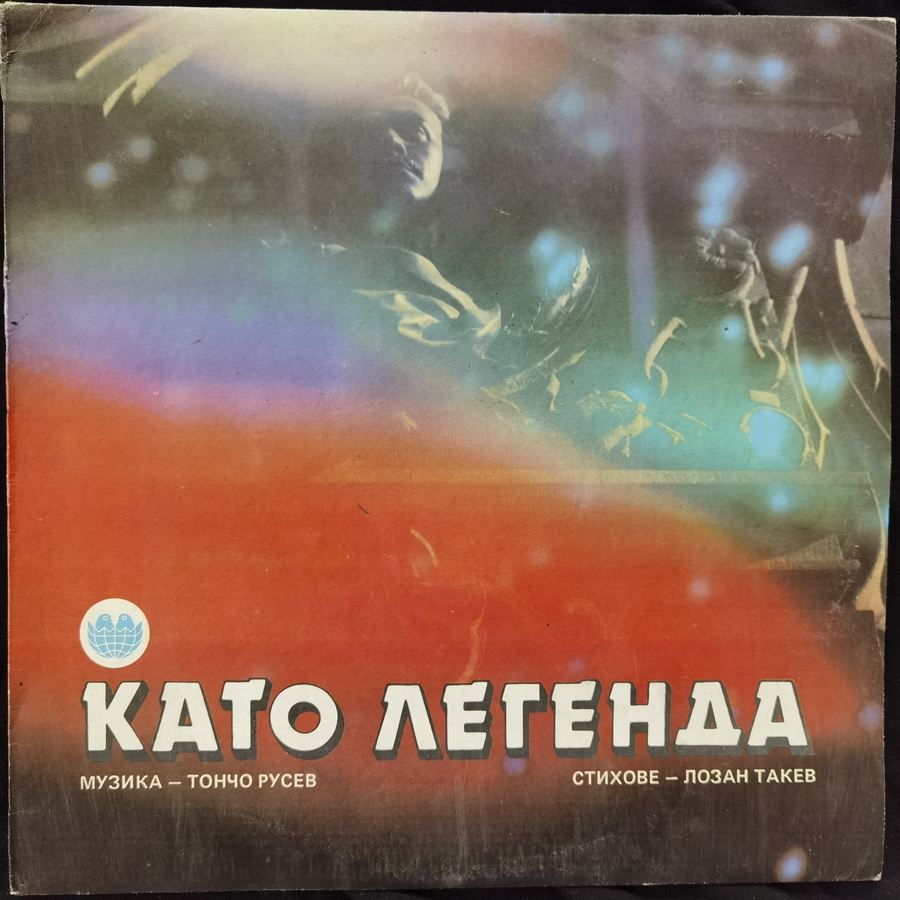 КАТО ЛЕГЕНДА
МУЗИКА – ТОНЧО РУСЕВ
СТИХОВЕ – ЛОЗАН ТАКЕВ